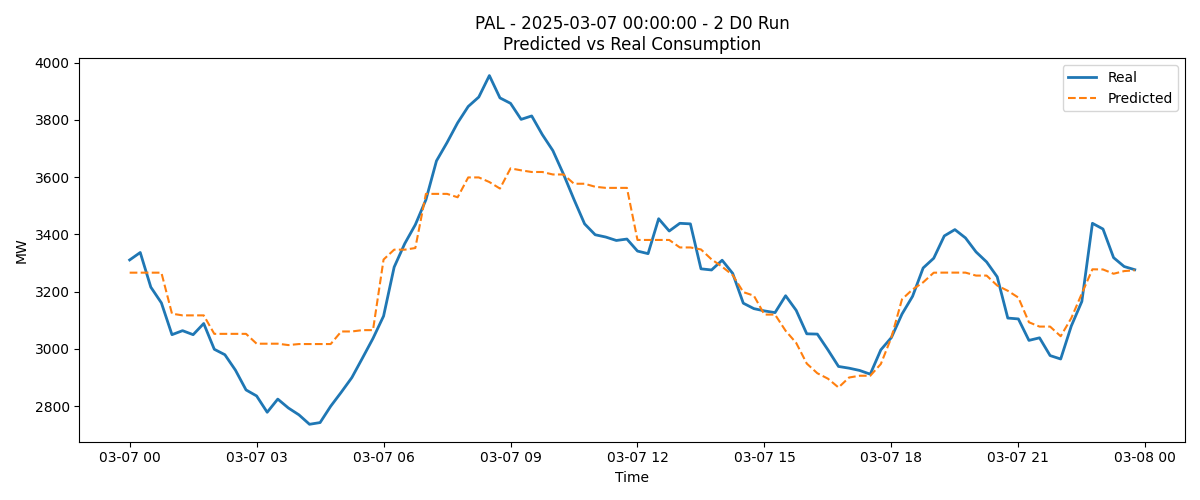 PAL - 2025-03-07 00:00:00 - 2 D0 Run
Predicted vs Real Consumption
4000
3800
3600
3400
3200
3000
2800
MW
Real
Predicted
03-07 00
03-07 03
03-07 06
03-07 09
03-07 12
03-07 15
03-07 18
03-07 21
03-08 00
Time